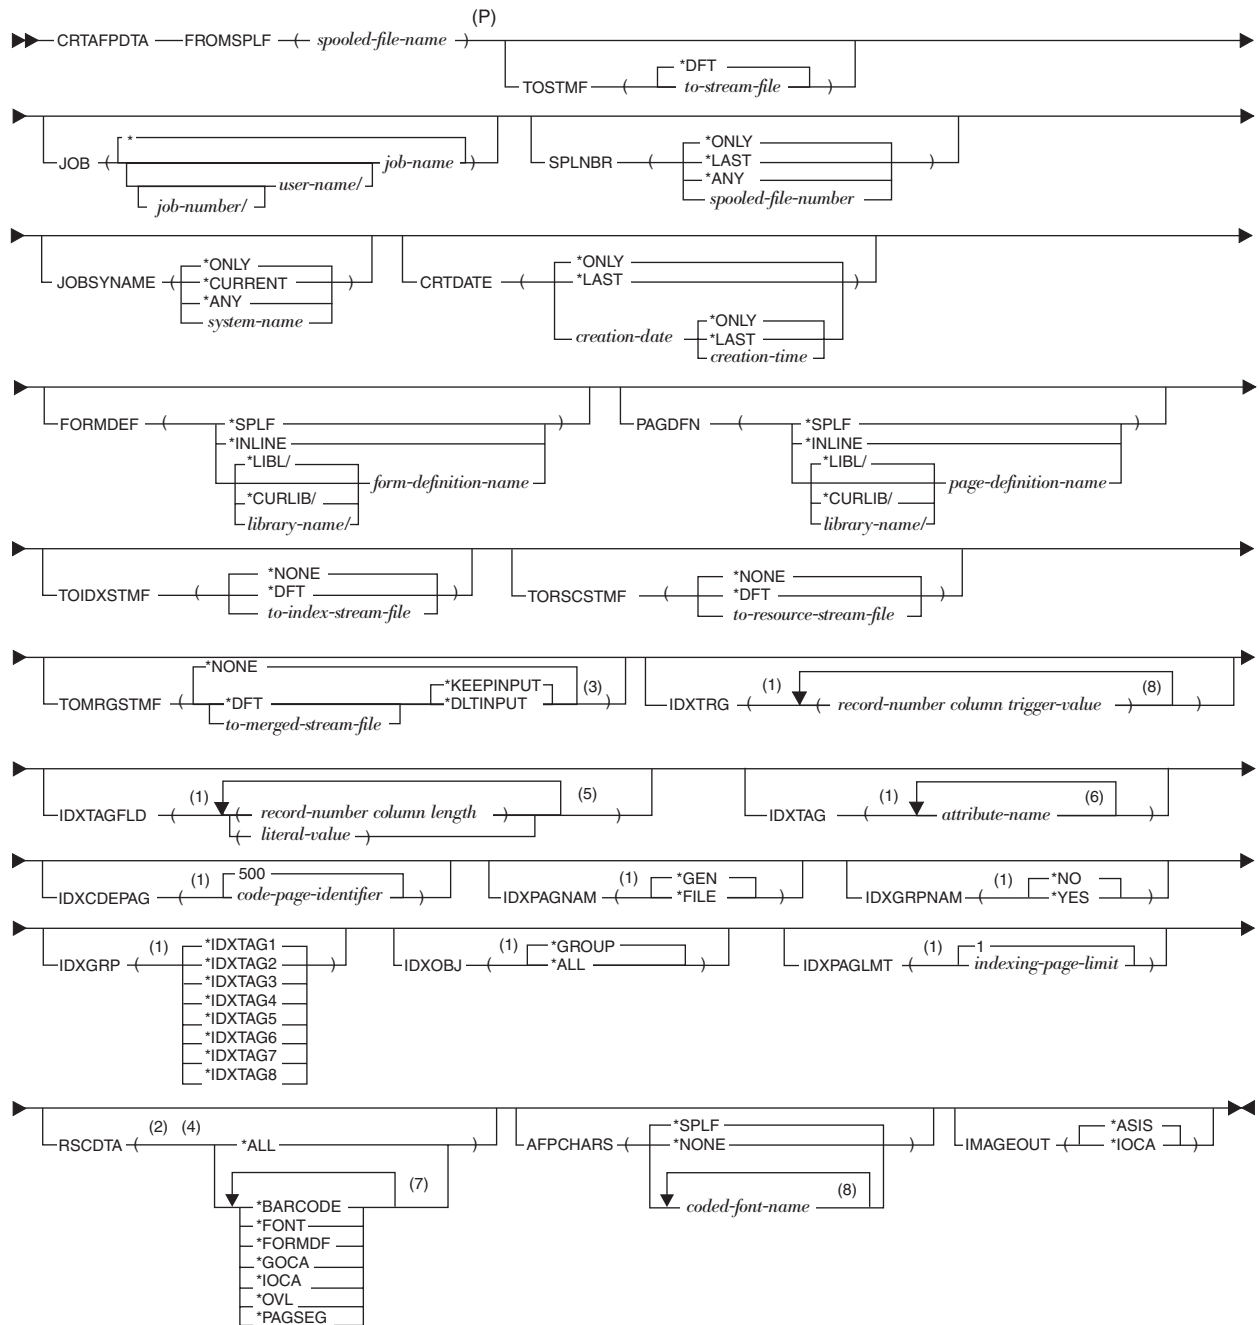 (P)
CRTAFPDTA FROMSPLF ( spooled-file-name )
*DFT
TOSTMF ( to-stream-file )
*
JOB ( job-name )
user-name/
job-number/
*ONLY
SPLNBR ( *LAST )
*ANY
spooled-file-number
*ONLY
JOBSYNAME ( *CURRENT )
*ANY
system-name
*ONLY
CRTDATE ( *LAST )
*ONLY
creation-date *LAST
creation-time
FORMDEF ( *SPLF )
*INLINE
*LIBL/
form-definition-name
*CURLIB/
library-name/
PAGDFN ( *SPLF )
*INLINE
*LIBL/
page-definition-name
*CURLIB/
library-name/
*NONE
TOIDXSTMF ( *DFT )
to-index-stream-file
*NONE
TORSCSTMF ( *DFT )
to-resource-stream-file
*NONE
*KEEPINPUT (3)
TOMRGSTMF ( *DFT *DLTINPUT )
to-merged-stream-file
(1) (8)
IDXTRG ( ( record-number column trigger-value ) )
(1) (5)
IDXTAGFLD ( ( record-number column length ) )
( literal-value )
(1) (6)
IDXTAG ( attribute-name )
(1) 500
IDXCDEPAG ( code-page-identifier )
(1) *GEN
IDXPAGNAM ( *FILE )
(1) *NO
IDXGRPNAM ( *YES )
(1) *IDXTAG1
IDXGRP ( *IDXTAG2 )
*IDXTAG3
*IDXTAG4
*IDXTAG5
*IDXTAG6
*IDXTAG7
*IDXTAG8
(1) *GROUP
IDXOBJ ( *ALL )
(1) 1
IDXPAGLMT ( indexing-page-limit )
(2) (4)
RSCDTA ( *ALL )
(7)
*BARCODE
*FONT
*FORMDF
*GOCA
*IOCA
*OVL
*PAGSEG
*SPLF
AFPCHARS ( *NONE )
(8)
coded-font-name
*ASIS
IMAGEOUT ( *IOCA )